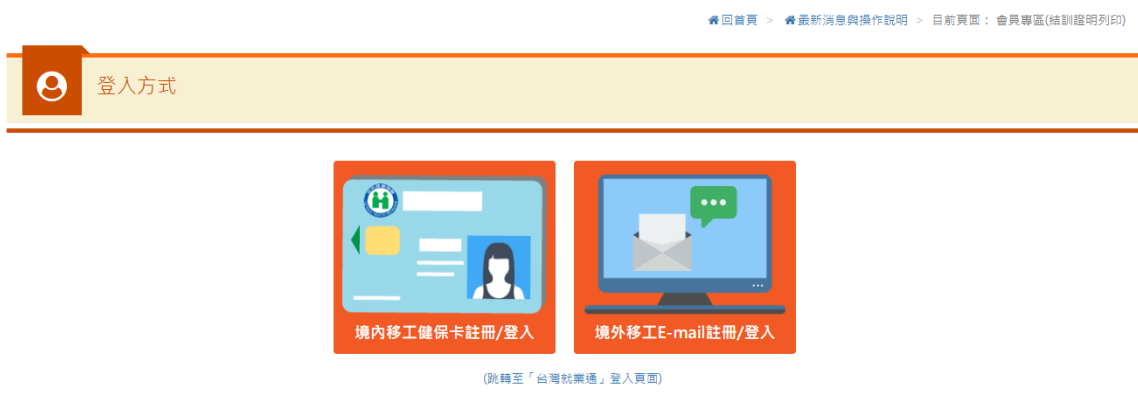 回首頁 > 最新消息與操作說明 > 目前頁面： 會員專區(結訓證明列印)
登入方式
境內移工健保卡註冊/登入
境外移工E-mail註冊/登入
(跳轉至「台灣就業通」登入頁面)